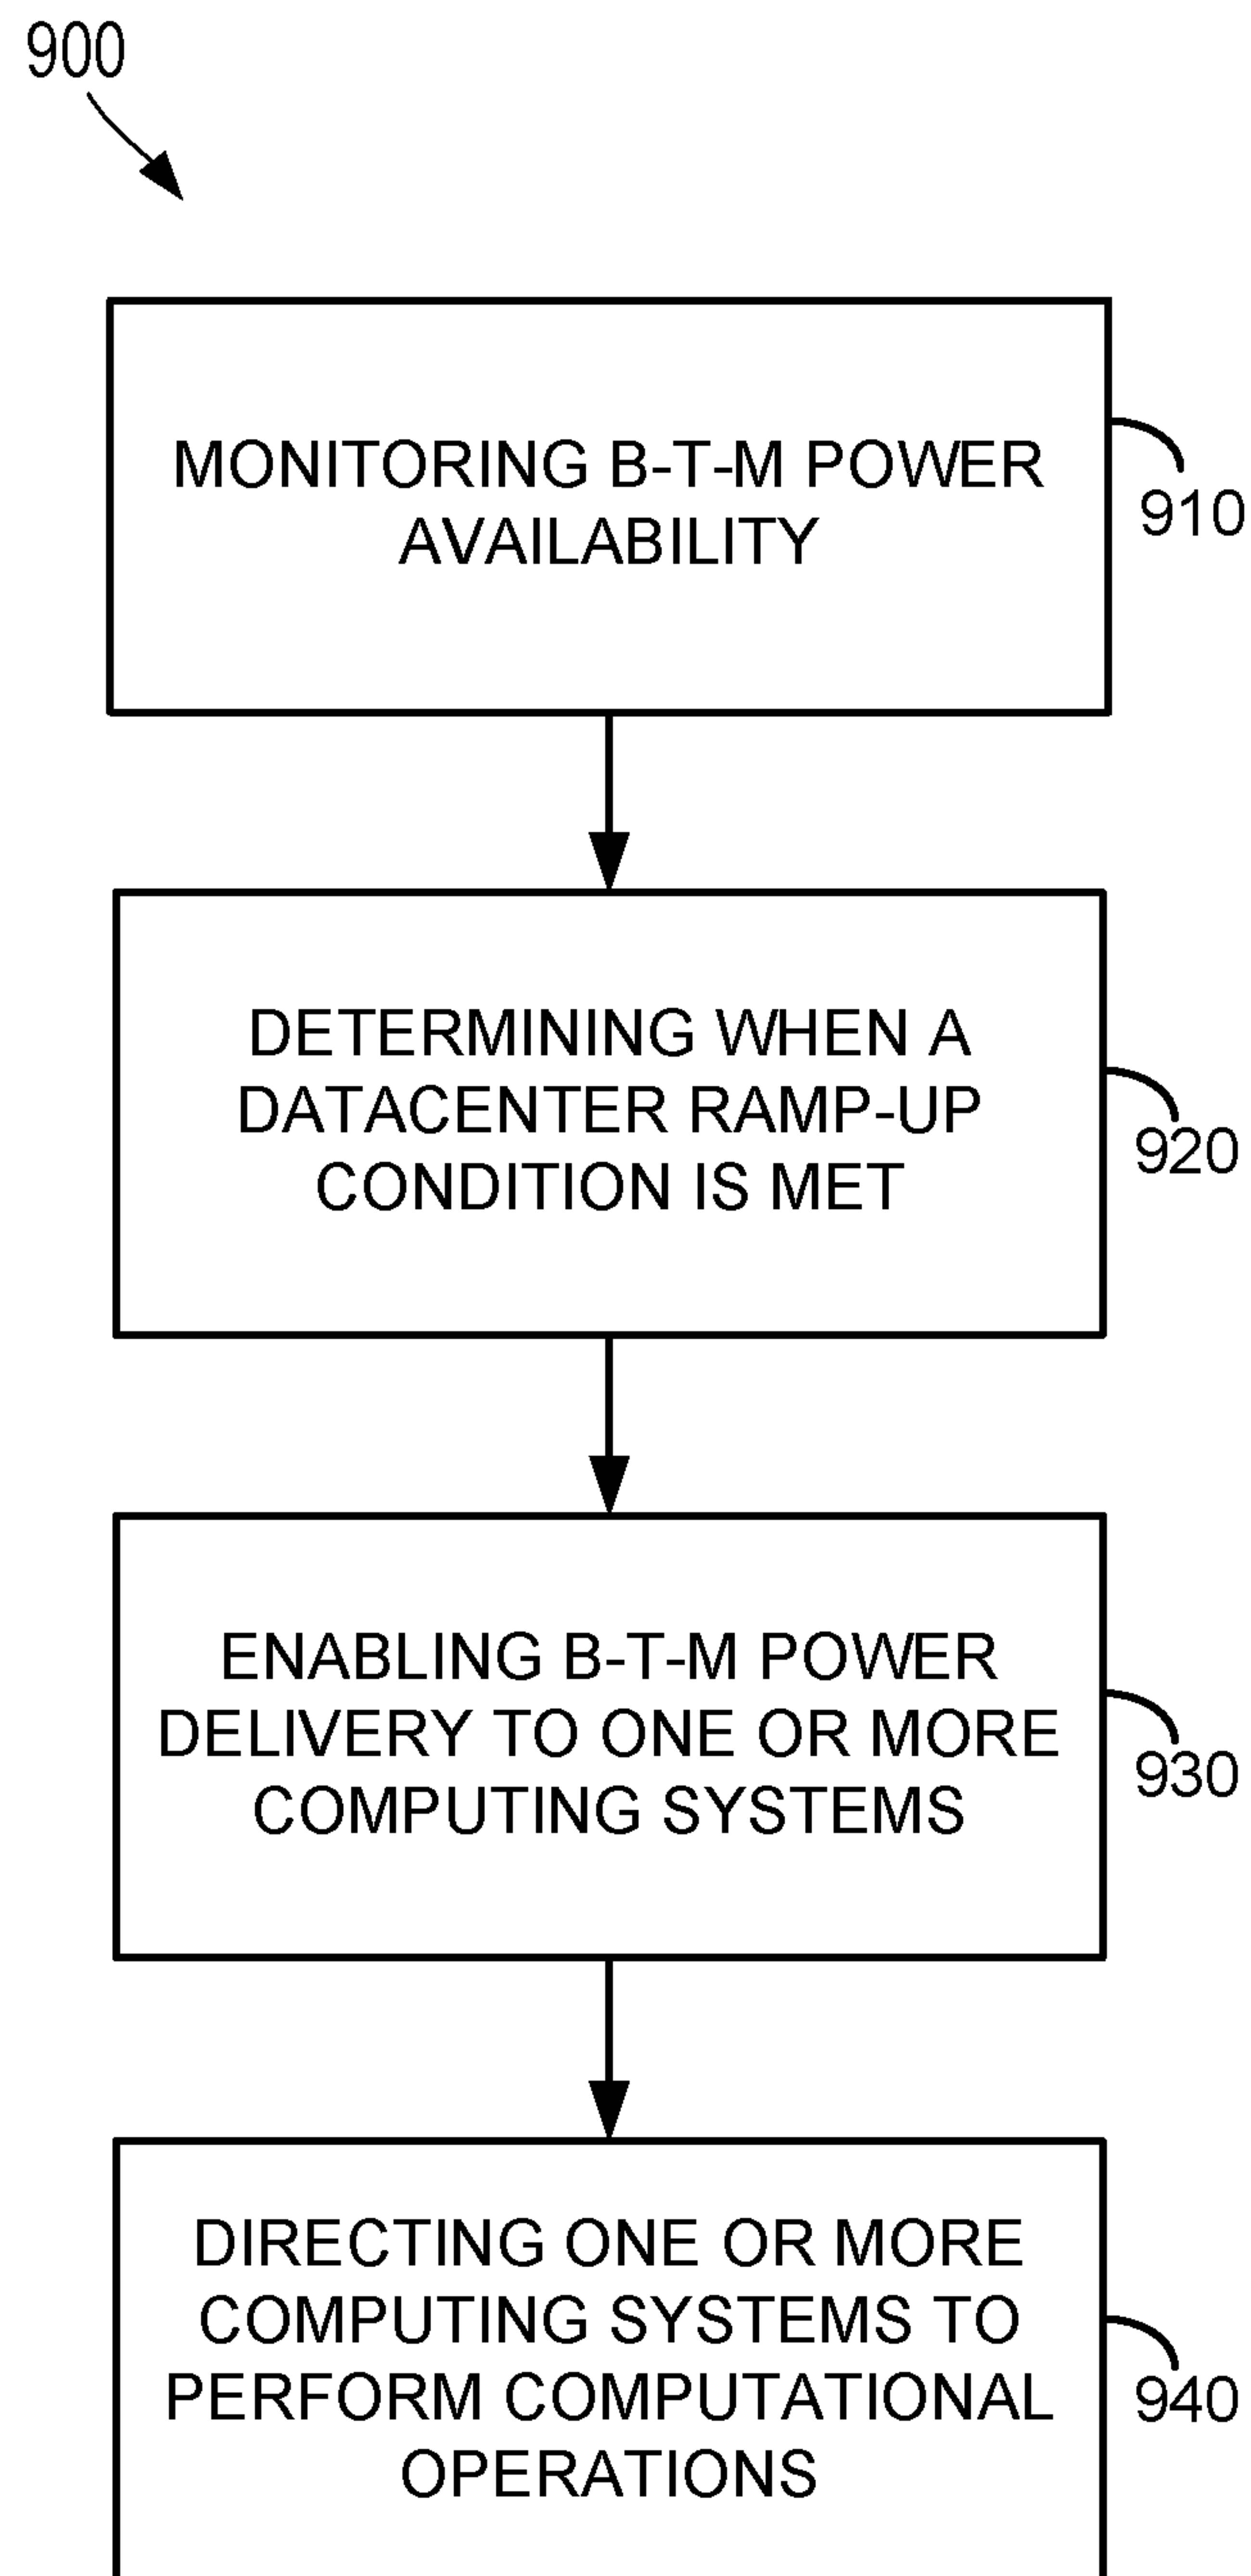 900
MONITORING B-T-M POWER
AVAILABILITY
910
DETERMINING WHEN A
DATACENTER RAMP-UP
CONDITION IS MET
920
ENABLING B-T-M POWER
DELIVERY TO ONE OR MORE
COMPUTING SYSTEMS
930
DIRECTING ONE OR MORE
COMPUTING SYSTEMS TO
PERFORM COMPUTATIONAL
OPERATIONS
940